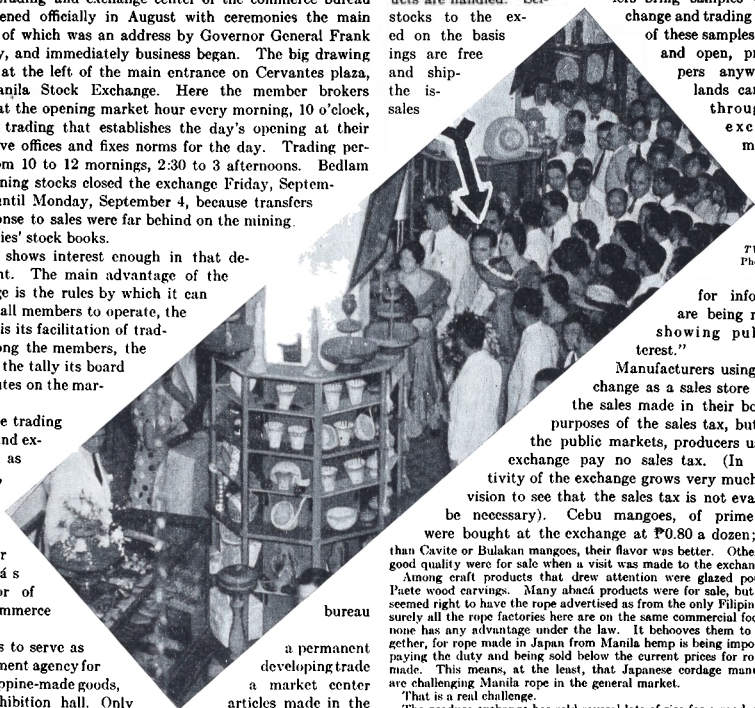 ened officially in August with ceremonies the main
of which was an address by Governor General Frank
y, and immediately business began. The big drawing
at the left of the main entrance on Cervantes plaza,
anila Stock Exchange. Here the member brokers
at the opening market hour every morning, 10 o'clock,
trading that establishes the day's opening at their
ve offices and fixes norms for the day. Trading per-
om 10 to 12 mornings, 2:30 to 3 afternoons. Bedlam
ning stocks closed the exchange Friday, Septem-
until Monday, September 4, because transfers
onse to sales were far behind on the mining
ies' stock books.
shows interest enough in that de-
nt. The main advantage of the
ge is the rules by which it can
all members to operate, the
is its facilitation of trad-
ong the members, the
the tally its board
utes on the mar-
e trading
nd ex-
as
r
á s
or of
mmerce
s to serve as
ment agency for
ppine-made goods,
hibition hall. Only
stocks to the ex-
ed on the basis
ings are free
and ship-
the is-
sales
bureau
a permanent
developing trade
a market center
articles made in the
change and trading
of these samples
and open, pr
pers anyw
lands ca
throug
exc
m
Th
Pho
for info
are being r
showing pul
terest."
Manufacturers using
change as a sales store
the sales made in their bo
purposes of the sales tax, but
the public markets, producers u
exchange pay no sales tax. (In
tivity of the exchange grows very much
vision to see that the sales tax is not eva
be necessary). Cebu mangoes, of prime
were bought at the exchange at ₱0.80 a dozen;
than Cavite or Bulakan mangoes, their flavor was better. Othe
good quality were for sale when a visit was made to the exchan
Among craft products that drew attention were glazed po
Paete wood carvings. Many abacá products were for sale, but
seemed right to have the rope advertised as from the only Filipin
surely all the rope factories here are on the same commercial foo
none has any advantage under the law. It behooves them to
gether, for rope made in Japan from Manila hemp is being impo
paying the duty and being sold below the current prices for ro
made. This means, at the least, that Japanese cordage man
are challenging Manila rope in the general market.
That is a real challenge.